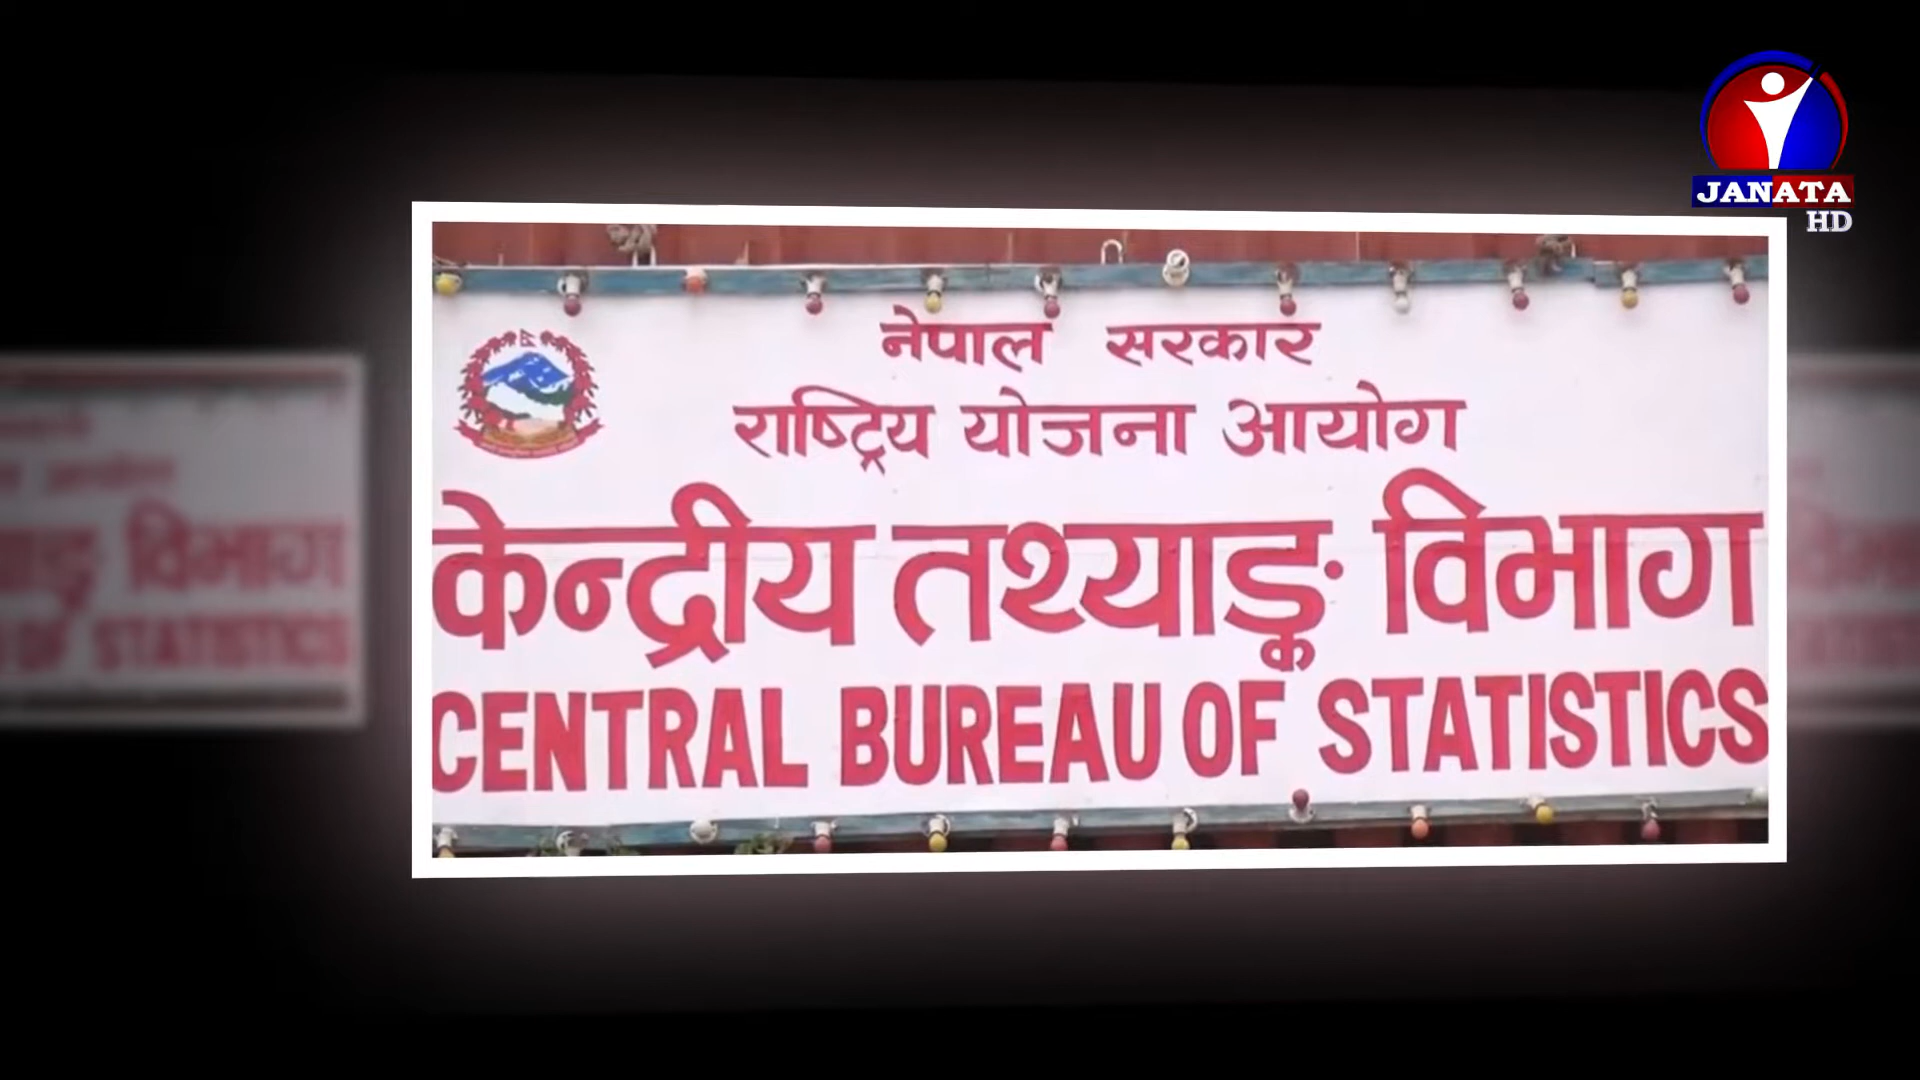 नेपाल सरकार
राष्ट्रिय योजना आयोग
केन्द्रीय तथ्याङ्क विभाग
CENTRAL BUREAU OF STATISTICS
JANATA
HD